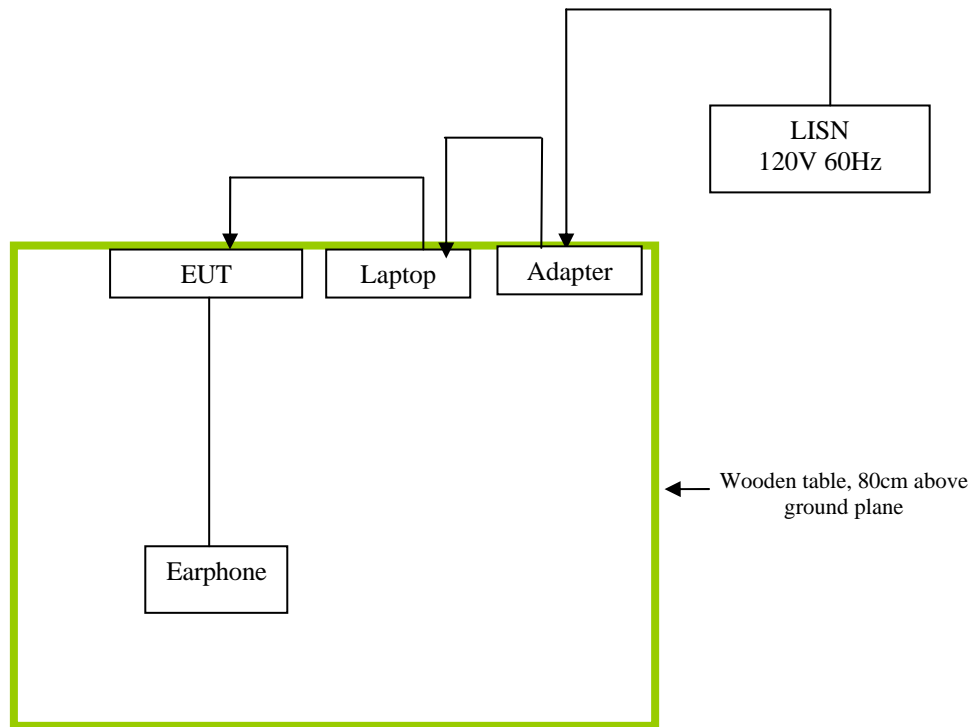 LISN
120V 60Hz
EUT
Laptop
Adapter
Wooden table, 80cm above
ground plane
Earphone